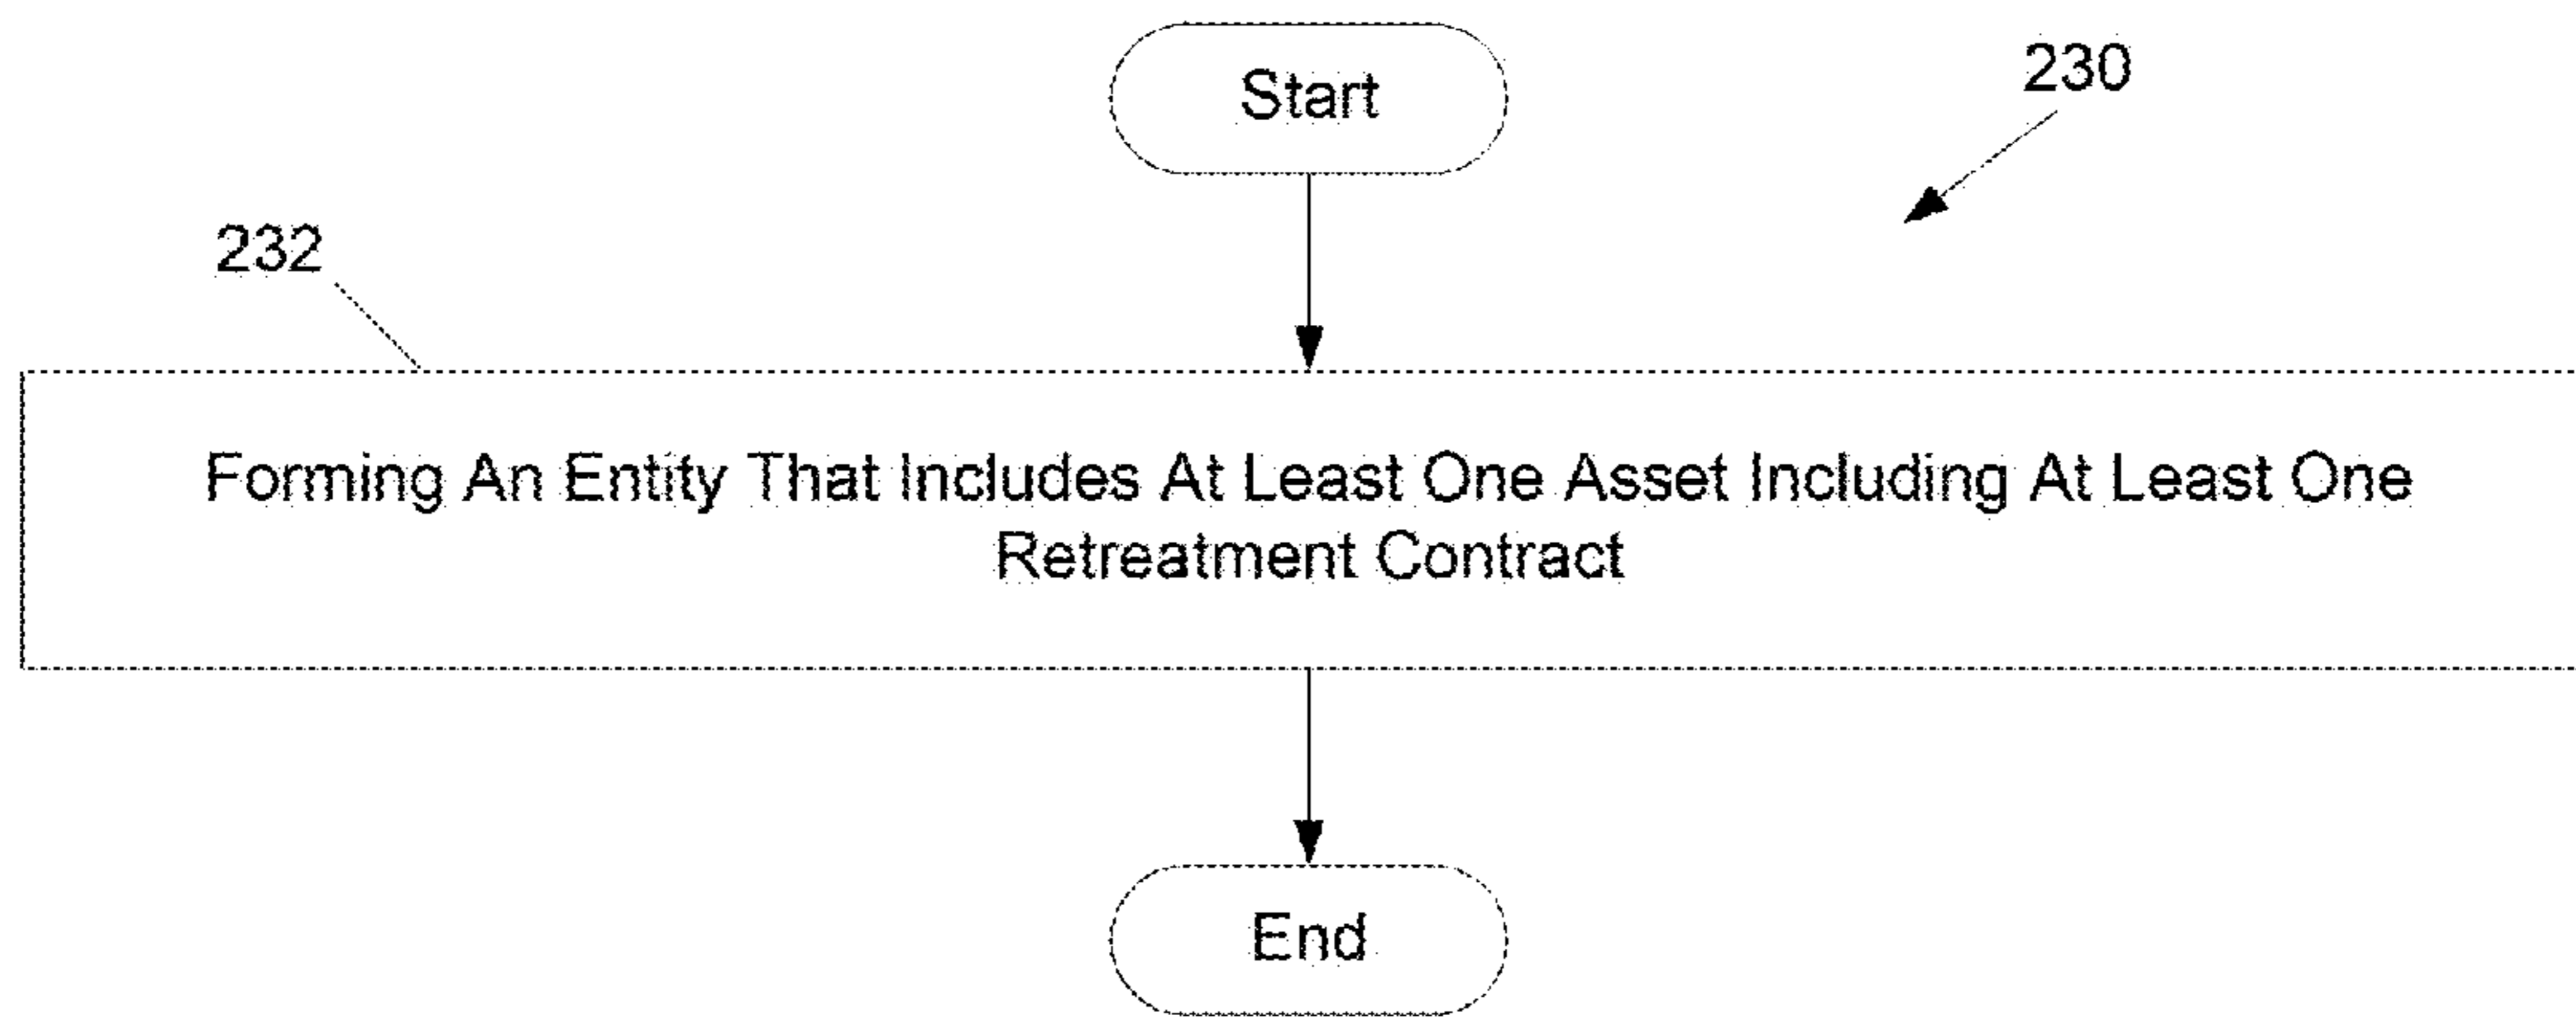 Start
230
232
Forming An Entity That Includes At Least One Asset Including At Least One
Retreatment Contract
End